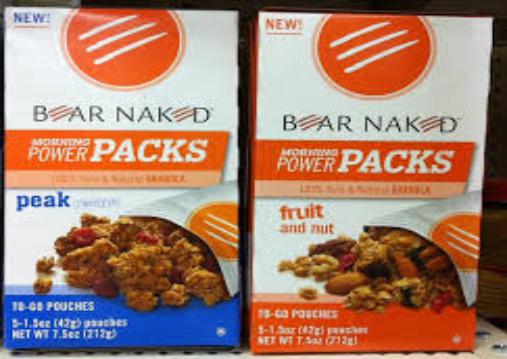 NEW!
BEAR NAKED
MORNING
POWER PACKS
100% Pure & Natural GRANOLA
peak
TO-GO POUCHES
5-1.5oz (42g) pouches
NET WT 7.5oz (212g)
NEW!
BEAR NAKED
MORNING
POWER PACKS
100% Pure & Natural GRANOLA
fruit
and nut
TO-GO POUCHES
5-1.5oz (42g) pouches
NET WT 7.5oz (212g)